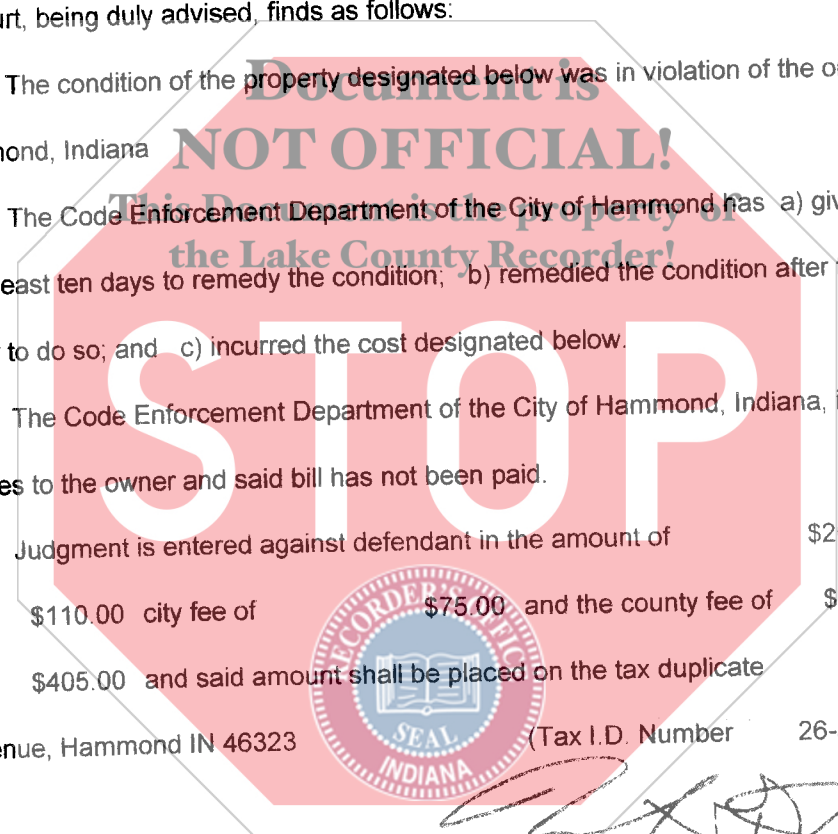 urt, being duly advised, finds as follows:
Document is
The condition of the property designated below was in violation of the o
NOT OFFICIAL!
mond, Indiana
This Document is the property of
The Code Enforcement Department of the City of Hammond has a) giv
the Lake County Recorder!
east ten days to remedy the condition; b) remedied the condition after
to do so; and c) incurred the cost designated below.
STOP
The Code Enforcement Department of the City of Hammond, Indiana, i
es to the owner and said bill has not been paid.
Judgment is entered against defendant in the amount of $2
$110.00 city fee of $75.00 and the county fee of $
RECORDER'S OFFICE
$405.00 and said amount shall be placed on the tax duplicate
SEAL
enue, Hammond IN 46323 (Tax I.D. Number 26-
INDIANA